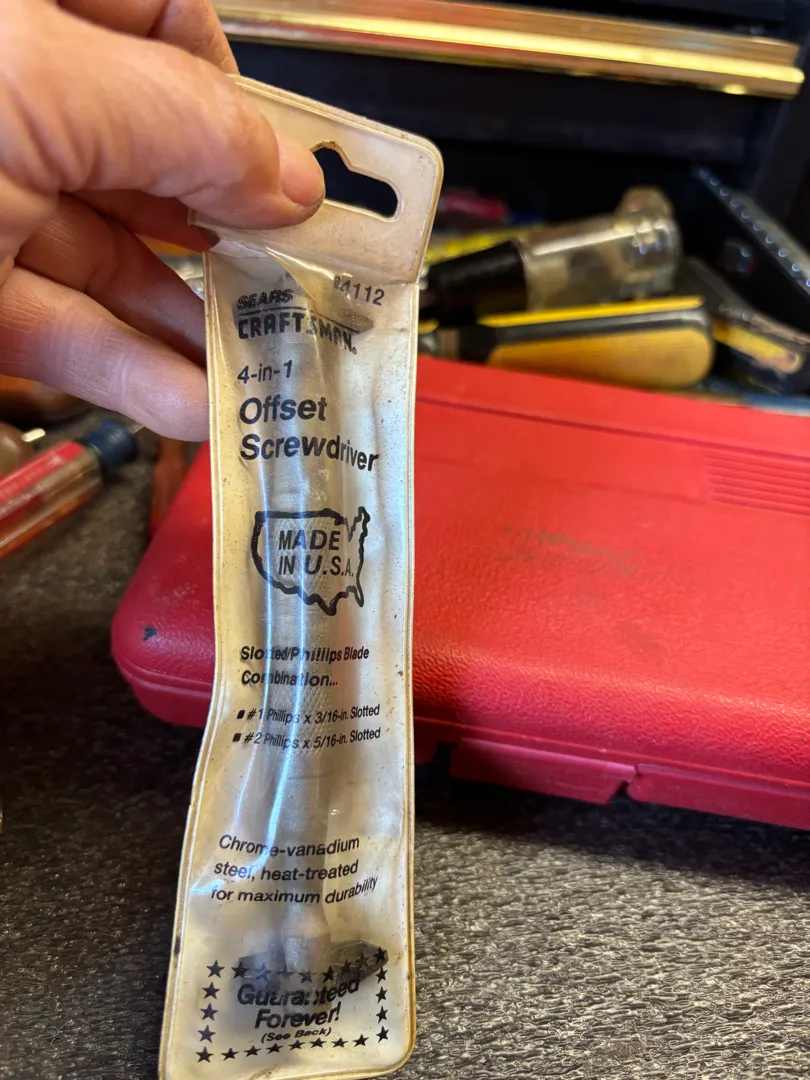 SEARS
CRAFTSMAN®
4112
4-in-1
Offset
Screwdriver
MADE
IN U.S.A.
Slotted/Phillips Blade
Combination...
■ #1 Phillips x 3/16-in. Slotted
■ #2 Phillips x 5/16-in. Slotted
Chrome-vanadium
steel, heat-treated
for maximum durability
Guaranteed
Forever!
(See Back)